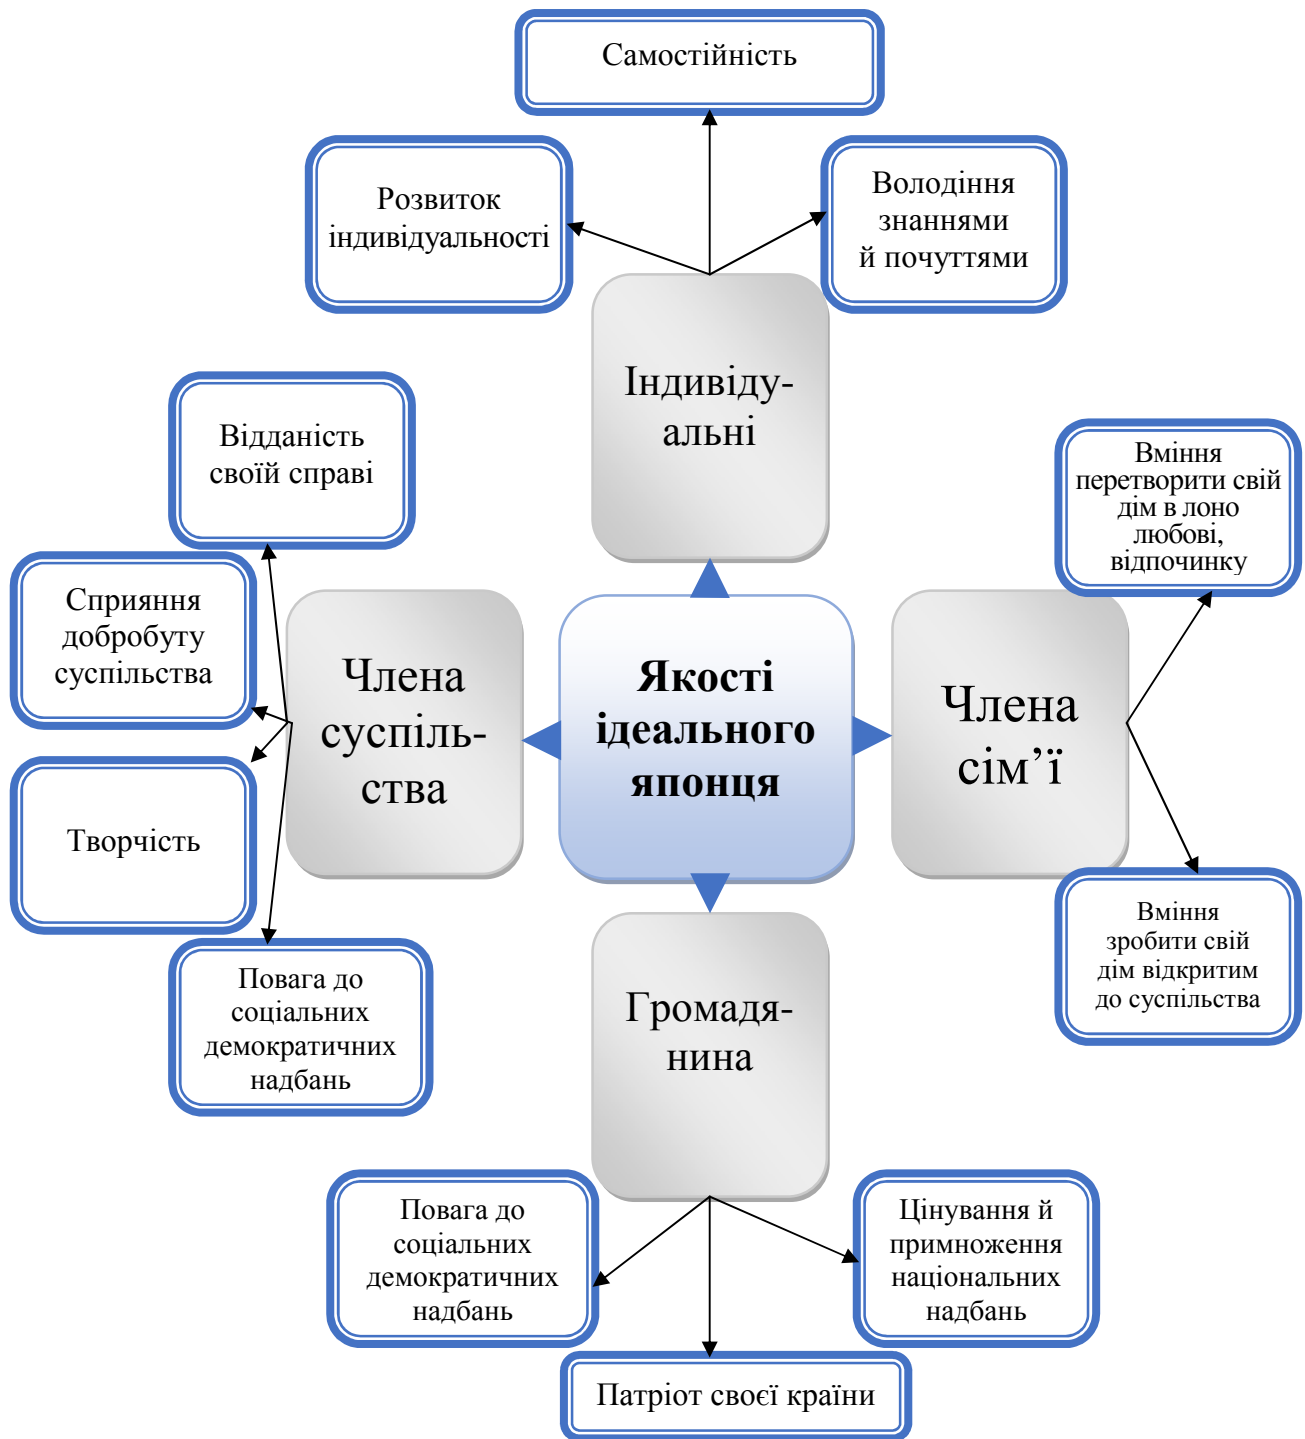 Самостійність
Розвиток
індивідуальності
Володіння
знаннями
й почуттями
Індивіду-
альні
Відданість
своїй справі
Вміння
перетворити свій
дім в лоно
любові,
відпочинку
Сприяння
добробуту
суспільства
Члена
суспіль-
ства
Якості
ідеального
японця
Члена
сім’ї
Творчість
Вміння
зробити свій
дім відкритим
до суспільства
Повага до
соціальних
демократичних
надбань
Громадя-
нина
Повага до
соціальних
демократичних
надбань
Цінування й
примноження
національних
надбань
Патріот своєї країни